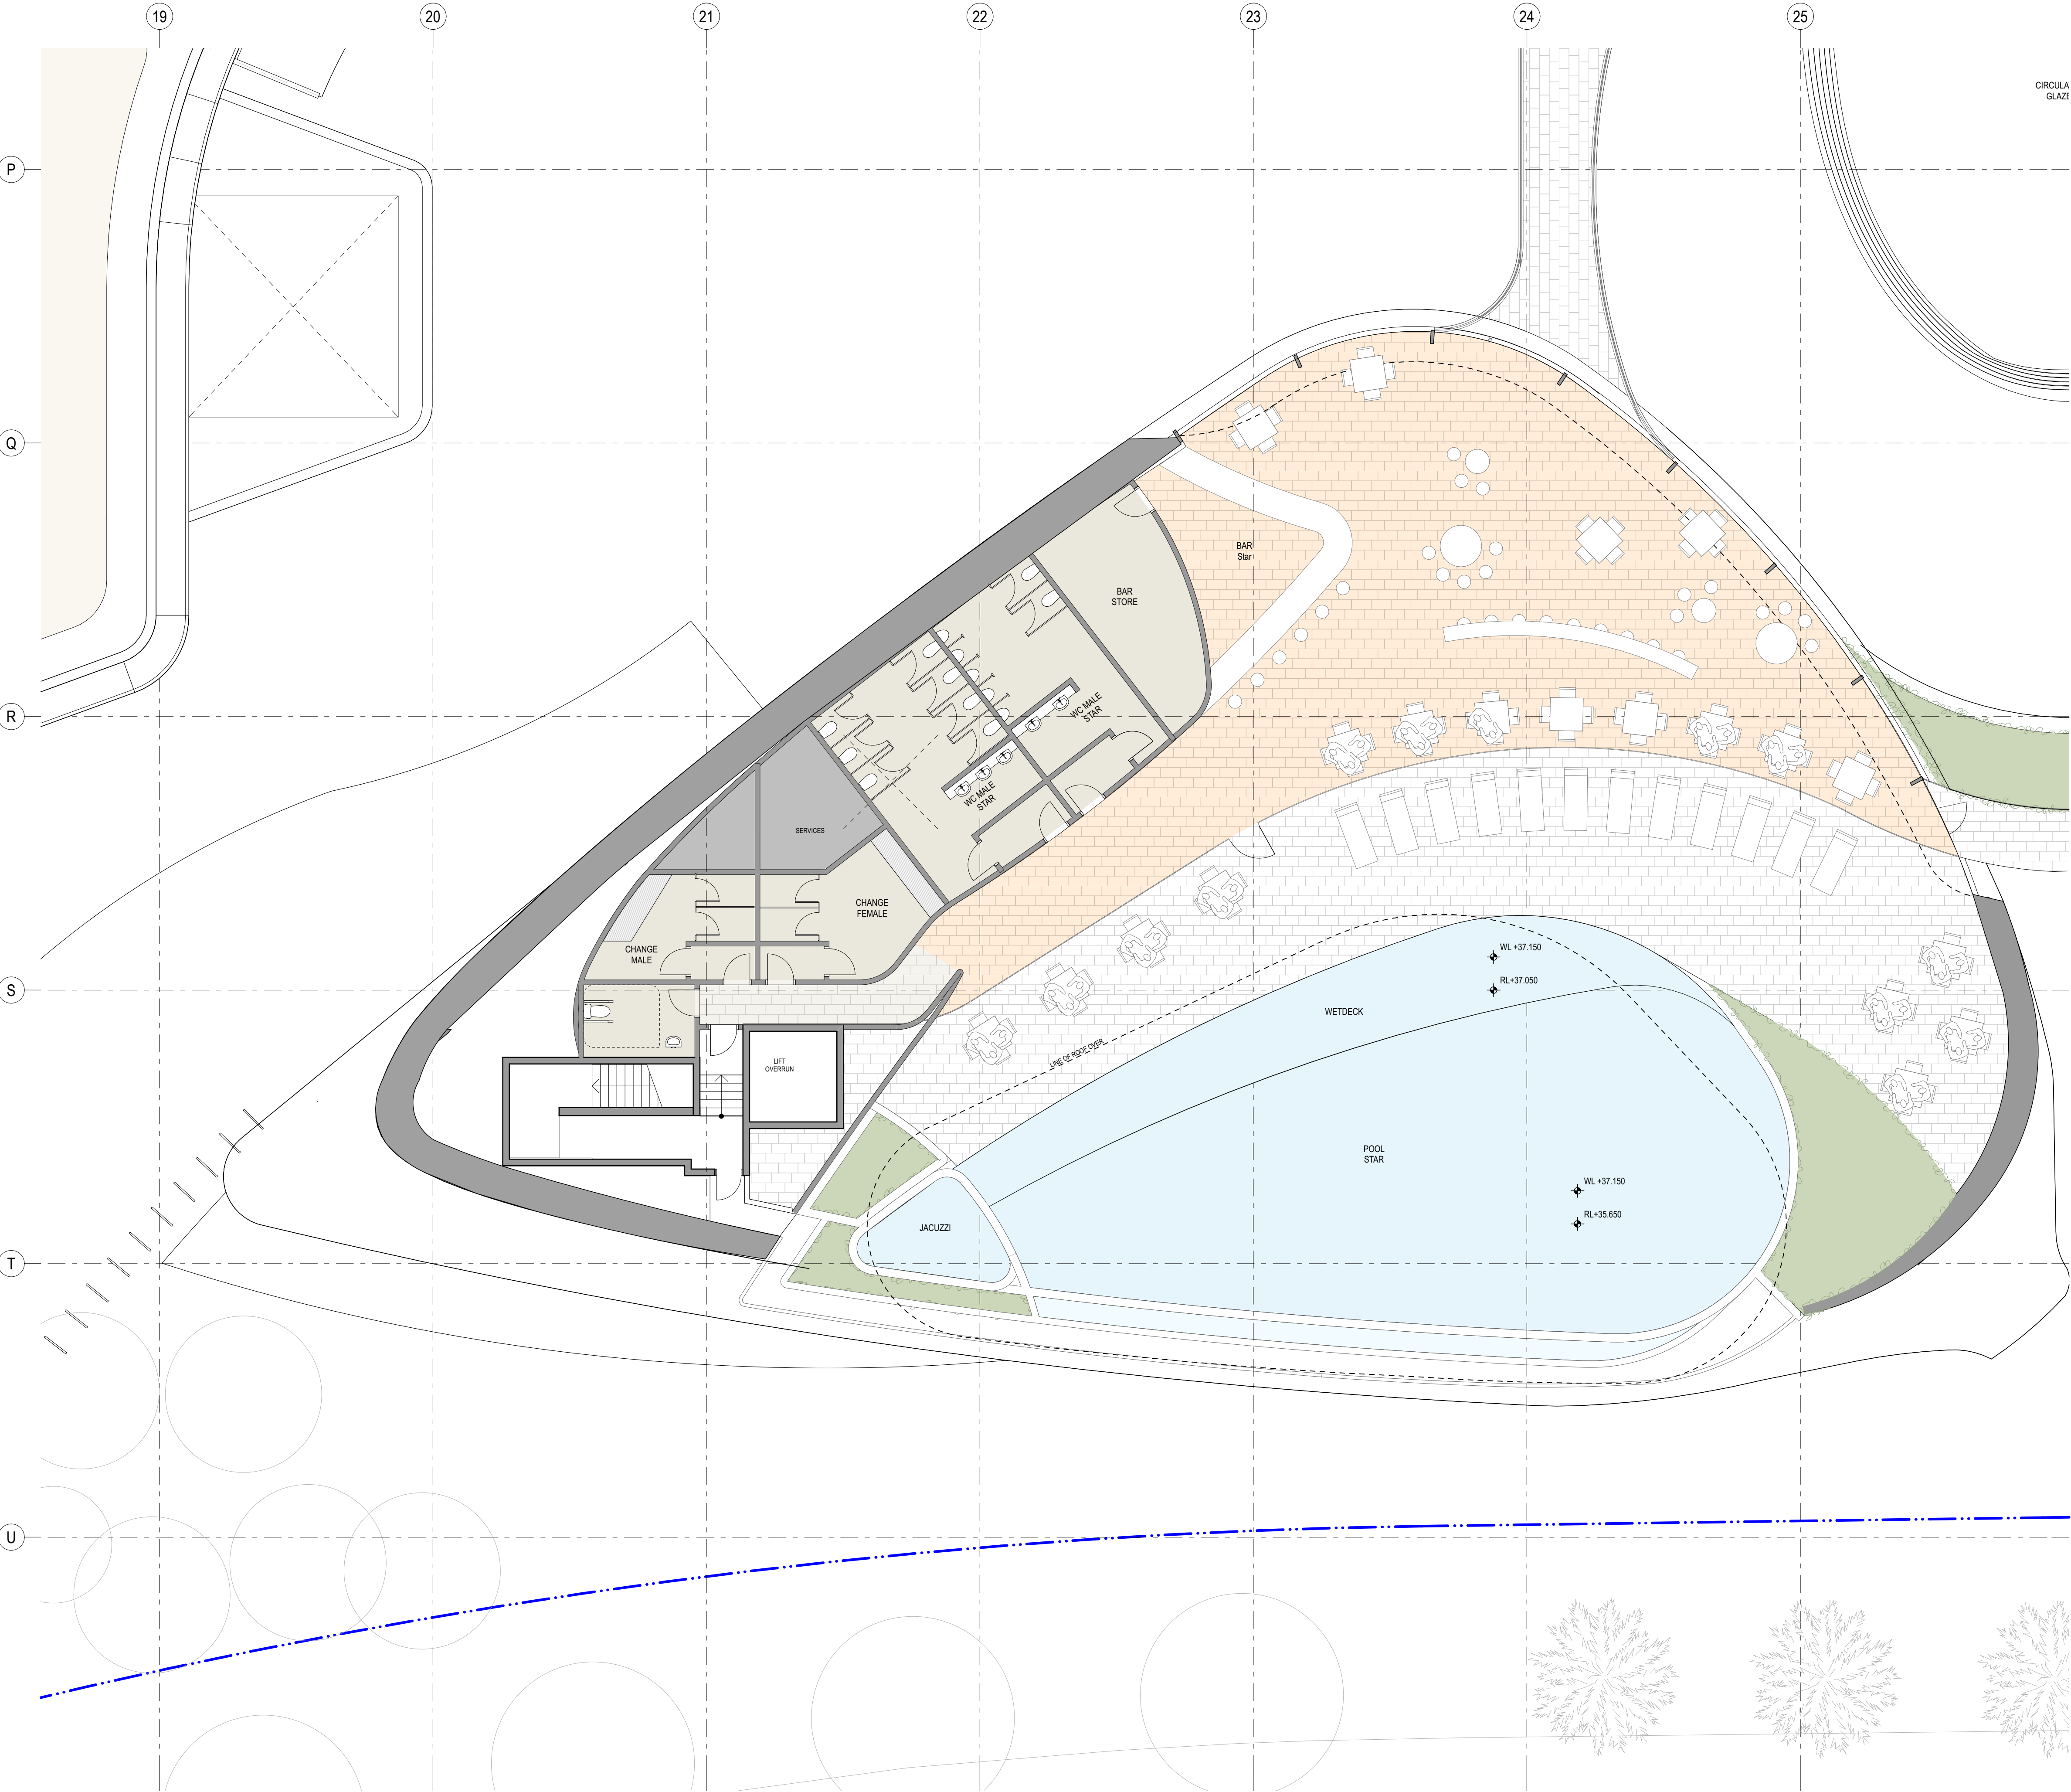 19
20
21
22
23
24
25
CIRCULA
GLAZE
P
Q
BAR
Star
BAR
STORE
WC MALE
STAR
R
WC MALE
STAR
SERVICES
CHANGE
FEMALE
CHANGE
MALE
WL +37.150
S
RL+37.050
WETDECK
LINE OF ROOF OVER
LIFT
OVERRUN
POOL
STAR
WL +37.150
RL+35.650
JACUZZI
T
U